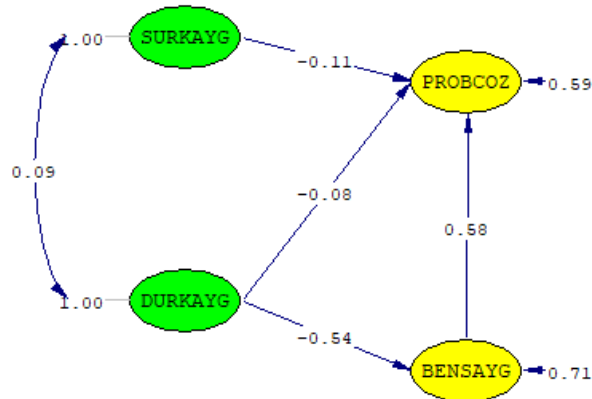 1.00
SURKAYG
-0.11
PROBCOZ
0.59
0.09
-0.08
0.58
1.00
DURKAYG
-0.54
BENSAYG
0.71